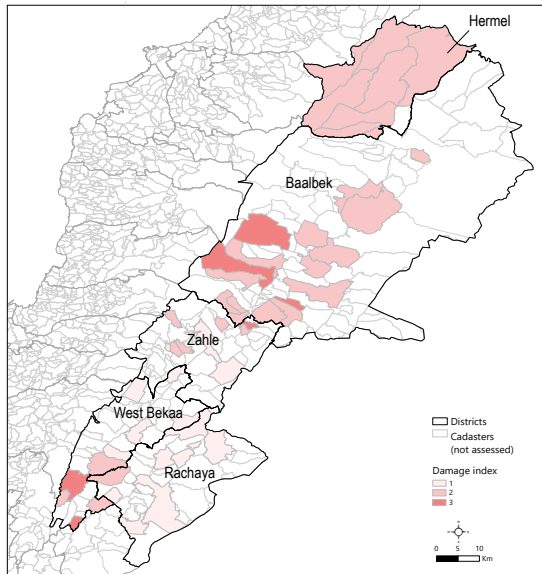 Hermel
Baalbek
Zahle
West Bekaa
Rachaya
Districts
Cadasters
(not assessed)
Damage index
1
2
3
0 5 10
Km